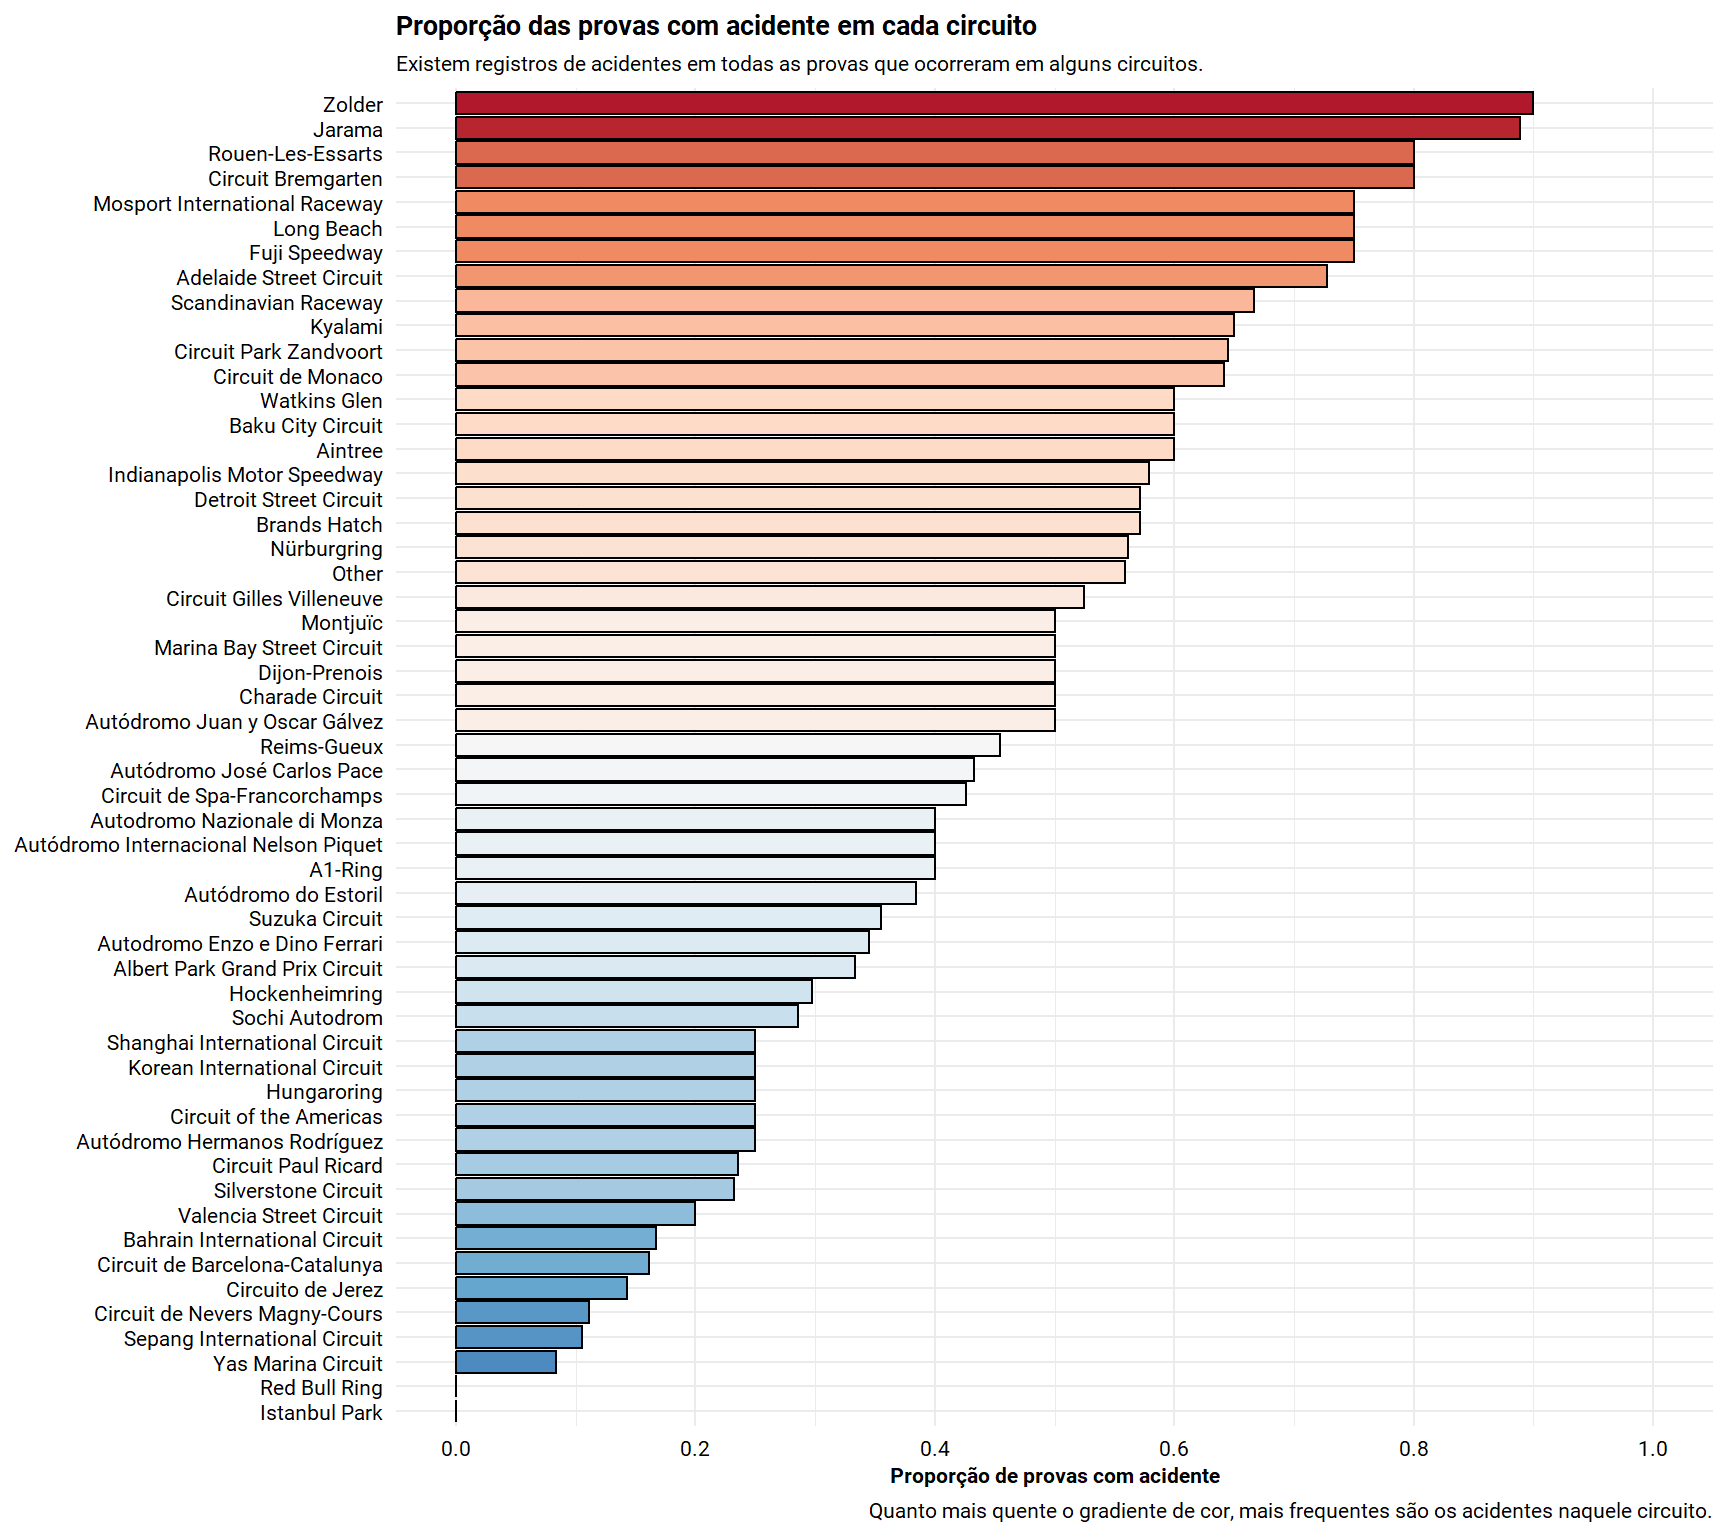 Proporção das provas com acidente em cada circuito
Existem registros de acidentes em todas as provas que ocorreram em alguns circuitos.
Zolder
Jarama
Rouen-Les-Essarts
Circuit Bremgarten
Mosport International Raceway
Long Beach
Fuji Speedway
Adelaide Street Circuit
Scandinavian Raceway
Kyalami
Circuit Park Zandvoort
Circuit de Monaco
Watkins Glen
Baku City Circuit
Aintree
Indianapolis Motor Speedway
Detroit Street Circuit
Brands Hatch
Nürburgring
Other
Circuit Gilles Villeneuve
Montjuïc
Marina Bay Street Circuit
Dijon-Prenois
Charade Circuit
Autódromo Juan y Oscar Gálvez
Reims-Gueux
Autódromo José Carlos Pace
Circuit de Spa-Francorchamps
Autodromo Nazionale di Monza
Autódromo Internacional Nelson Piquet
A1-Ring
Autódromo do Estoril
Suzuka Circuit
Autodromo Enzo e Dino Ferrari
Albert Park Grand Prix Circuit
Hockenheimring
Sochi Autodrom
Shanghai International Circuit
Korean International Circuit
Hungaroring
Circuit of the Americas
Autódromo Hermanos Rodríguez
Circuit Paul Ricard
Silverstone Circuit
Valencia Street Circuit
Bahrain International Circuit
Circuit de Barcelona-Catalunya
Circuito de Jerez
Circuit de Nevers Magny-Cours
Sepang International Circuit
Yas Marina Circuit
Red Bull Ring
Istanbul Park
0.0 0.2 0.4 0.6 0.8 1.0
Proporção de provas com acidente
Quanto mais quente o gradiente de cor, mais frequentes são os acidentes naquele circuito.